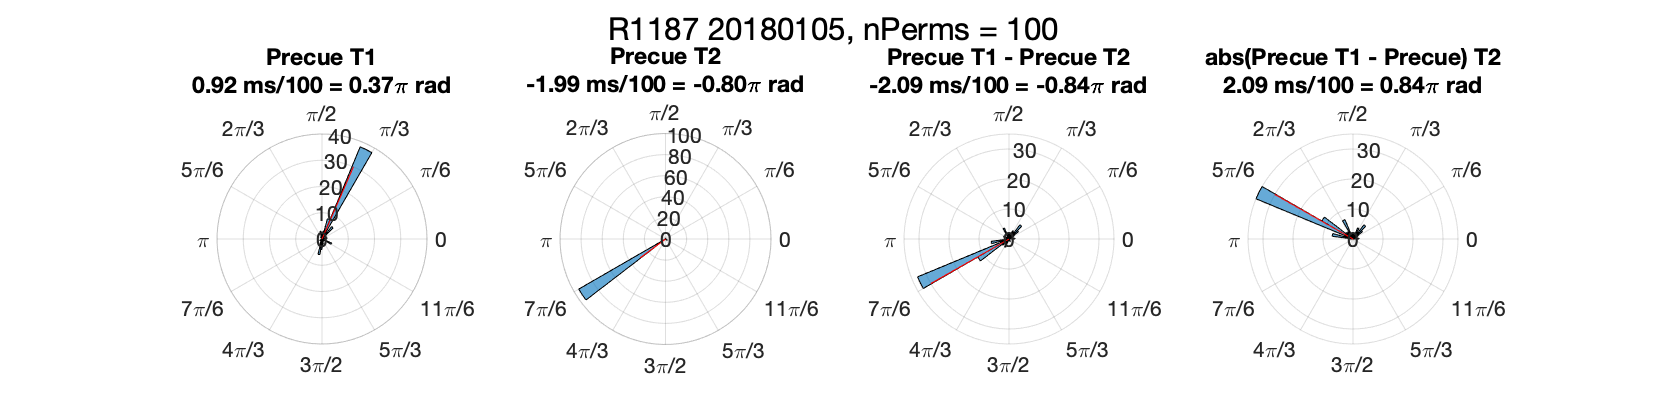 R1187 20180105, nPerms = 100
Precue T1
0.92 ms/100 = 0.37π rad
π/2
π/3
π/6
0
11π/6
5π/3
3π/2
4π/3
7π/6
π
5π/6
2π/3
0
10
20
30
40
Precue T2
-1.99 ms/100 = -0.80π rad
π/2
π/3
π/6
0
11π/6
5π/3
3π/2
4π/3
7π/6
π
5π/6
2π/3
0
20
40
60
80
100
Precue T1 - Precue T2
-2.09 ms/100 = -0.84π rad
π/2
π/3
π/6
0
11π/6
5π/3
3π/2
4π/3
7π/6
π
5π/6
2π/3
0
10
20
30
abs(Precue T1 - Precue) T2
2.09 ms/100 = 0.84π rad
π/2
π/3
π/6
0
11π/6
5π/3
3π/2
4π/3
7π/6
π
5π/6
2π/3
0
10
20
30